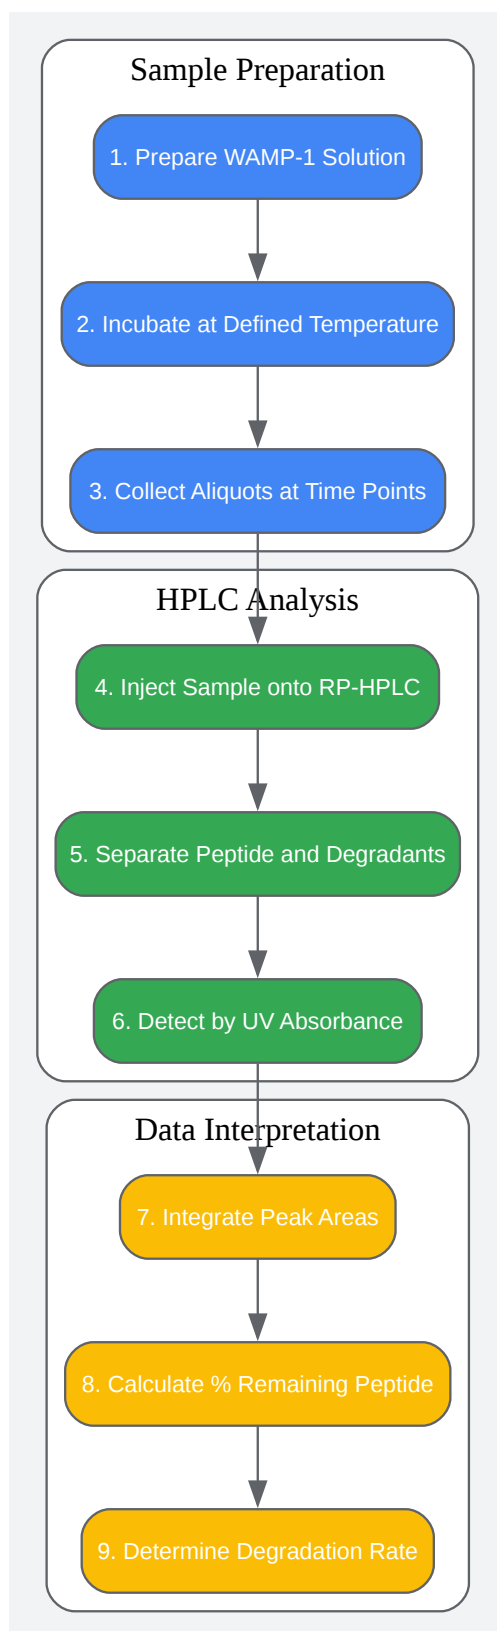 Sample Preparation
1. Prepare WAMP-1 Solution
2. Incubate at Defined Temperature
3. Collect Aliquots at Time Points
HPLC Analysis
4. Inject Sample onto RP-HPLC
5. Separate Peptide and Degradants
6. Detect by UV Absorbance
Data Interpretation
7. Integrate Peak Areas
8. Calculate % Remaining Peptide
9. Determine Degradation Rate